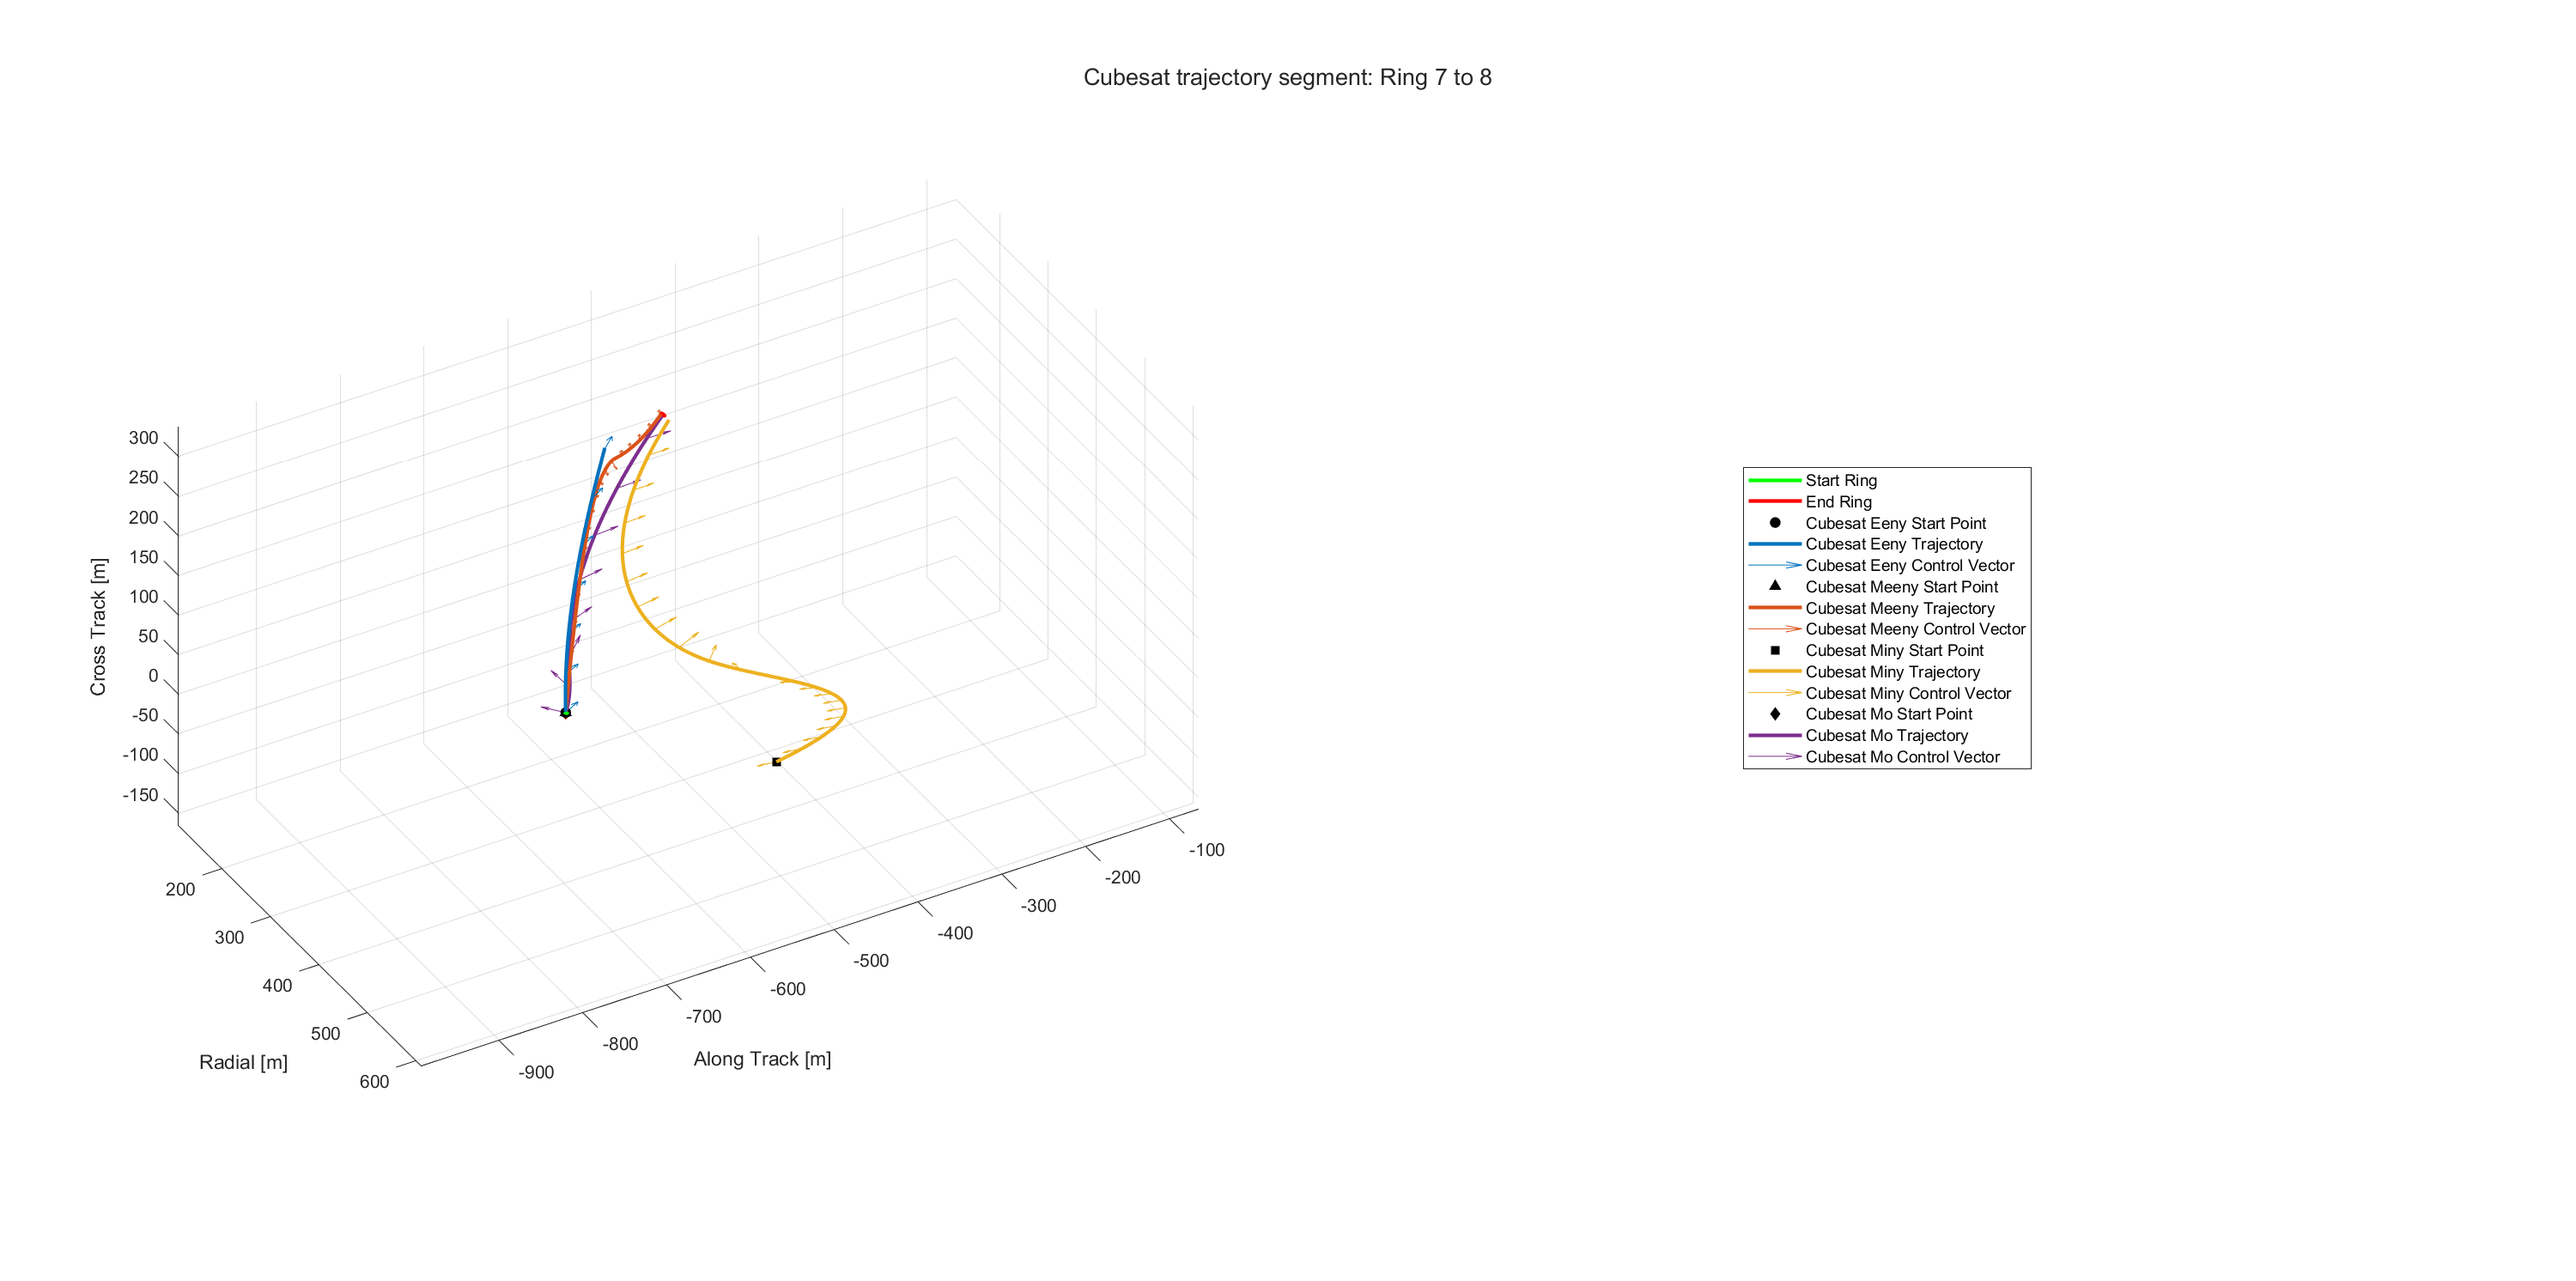 Cubesat trajectory segment: Ring 7 to 8
300
250
200
150
100
50
0
-50
-100
-150
Cross Track [m]
200
300
400
500
600
Radial [m]
-900
-800
-700
-600
-500
-400
-300
-200
-100
Along Track [m]
Start Ring
End Ring
Cubesat Eeny Start Point
Cubesat Eeny Trajectory
Cubesat Eeny Control Vector
Cubesat Meeny Start Point
Cubesat Meeny Trajectory
Cubesat Meeny Control Vector
Cubesat Miny Start Point
Cubesat Miny Trajectory
Cubesat Miny Control Vector
Cubesat Mo Start Point
Cubesat Mo Trajectory
Cubesat Mo Control Vector